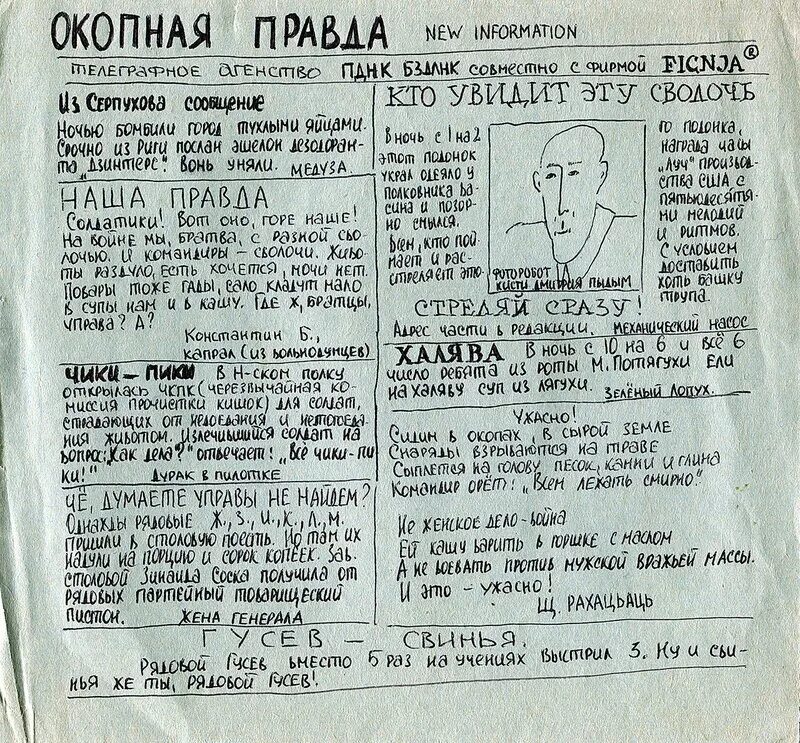 ОКОПНАЯ ПРАВДА NEW INFORMATION
ТЕЛЕГРАФНОЕ АГЕНСТВО ПДНК БЗДЛНК СОВМЕСТНО С ФИРМОЙ FIGNJA®
Из Серпухова сообщение
Ночью бомбили город тухлыми яйцами.
Срочно из Риги послан эшелон дезодоран-
та „Дзинтерс". Вонь уняли. МЕДУЗА.
НАША ПРАВДА
Солдатики! Вот оно, горе наше!
На войне мы, братва, с разной сво-
лочью. И командиры – сволочи. Живо-
ты раздуло, есть хочется, ночи нет.
Повары тоже гады, сало кладут мало
в супы нам и в кашу. Где ж, братцы,
управа? А?
Константин Б.,
капрал (из вольнодумцев)
ЧИКИ – ПИКИ В Н-ском полку
открылась ЧКПК (черезвычайная ко-
миссия прочистки кишок) для солдат,
страдающих от недоедания и непоеда-
ния животом. Излечившийся солдат на
вопрос: „Как дела?" отвечает: „Всё чики-пи-
ки!" ДУРАК В ПИЛОТКЕ
ЧЁ, ДУМАЕТЕ УПРАВЫ НЕ НАЙДЕМ?
Однажды рядовые Ж., З., И., К., Л., М.
пришли в столовую поесть. Но там их
надули на порцию и сорок копеек. Зав.
столовой Зинаида Соска получила от
рядовых партейный товарищеский
пистон. ЖЕНА ГЕНЕРАЛА
КТО УВИДИТ ЭТУ СВОЛОЧЬ
В ночь с 1 на 2
этот подонок
украл одеяло у
полковника Ва-
сина и позор-
но смылся.
Всем, кто пой-
мает и рас-
стреляет это-
ФОТОРОБОТ
КИСТИ ДМИТРИЯ ПЫДЫМ
го подонка,
награда часы
„Луч" производ-
ства США с
пятьюдесятя-
ми мелодий
и ритмов.
С условием
доставить
хоть башку
трупа.
СТРЕЛЯЙ СРАЗУ!
Адрес части в редакции. МЕХАНИЧЕСКИЙ НАСОС
ХАЛЯВА В ночь с 10 на 6 и всё 6
число ребята из роты М. Потягухи ели
на халяву суп из лягухи. Зелёный Лопух.
УЖАСНО!
Сидим в окопах, в сырой земле
Снаряды взрываются на траве
Сыплется на голову песок, камни и глина
Командир орёт: „Всем лежать смирно!"
Не женское дело – война
Ей кашу варить в горшке с маслом
А не воевать против мужской вражьей массы.
И это – ужасно!
Щ. РАХАЦЬАЦЬ
ГУСЕВ – СВИНЬЯ.
Рядовой Гусев вместо 5 раз на учениях выстрил 3. Ну и сви-
нья же ты, рядовой Гусев!